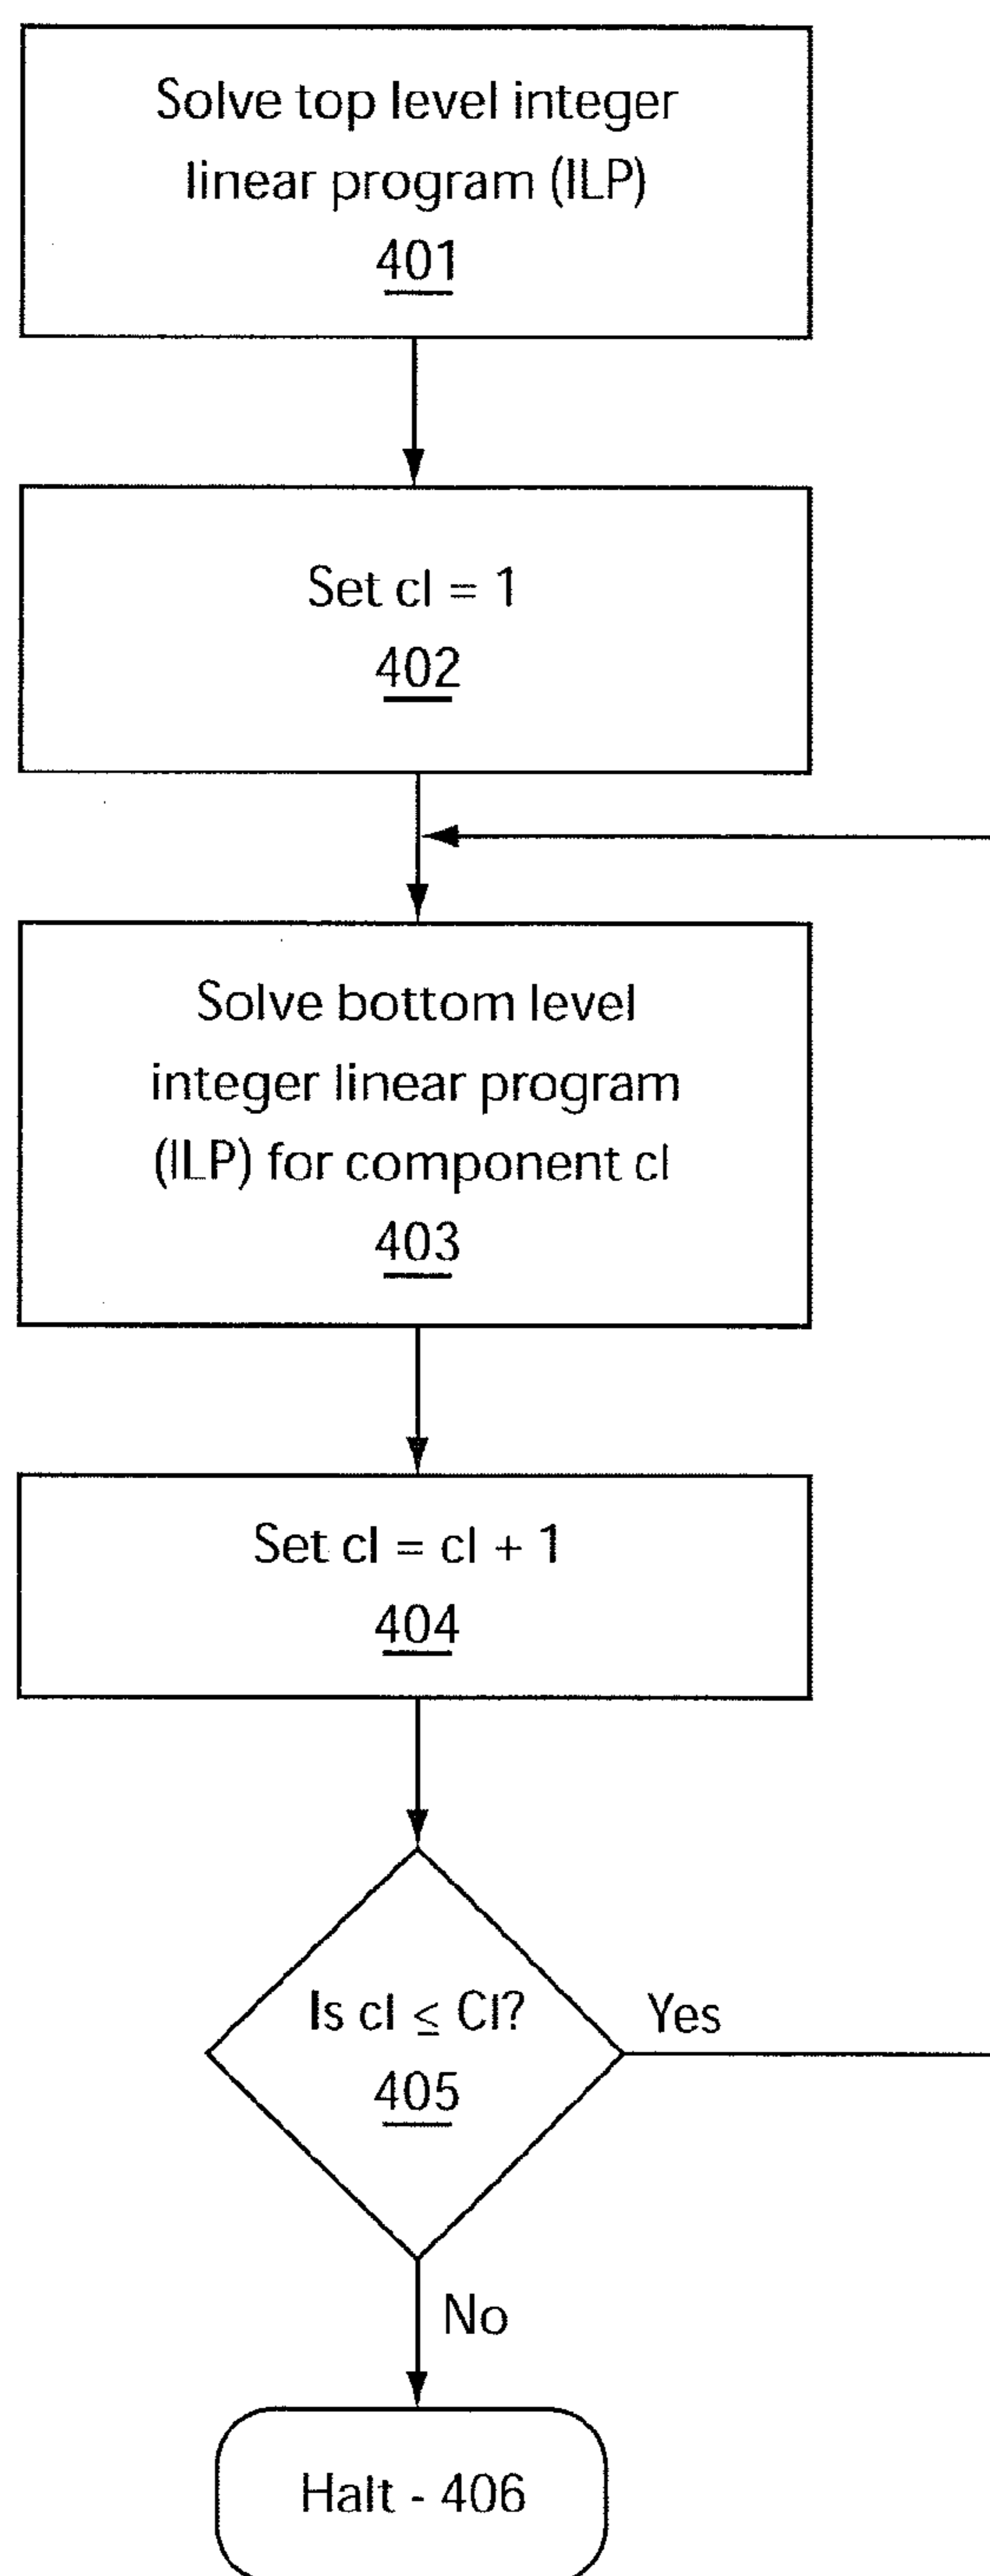 Solve top level integer
linear program (ILP)
401
Set cl = 1
402
Solve bottom level
integer linear program
(ILP) for component cl
403
Set cl = cl + 1
404
Is cl ≤ Cl?
405
Yes
No
Halt - 406